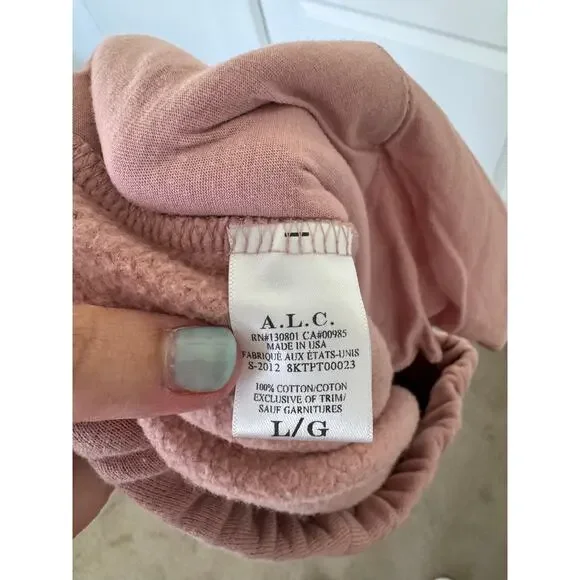 A.L.C.
RN#130801 CA#00985
MADE IN USA
FABRIQUÉ AUX ÉTATS-UNIS
S-2012 8KTPT00023
100% COTTON/COTON
EXCLUSIVE OF TRIM/
SAUF GARNITURES
L/G